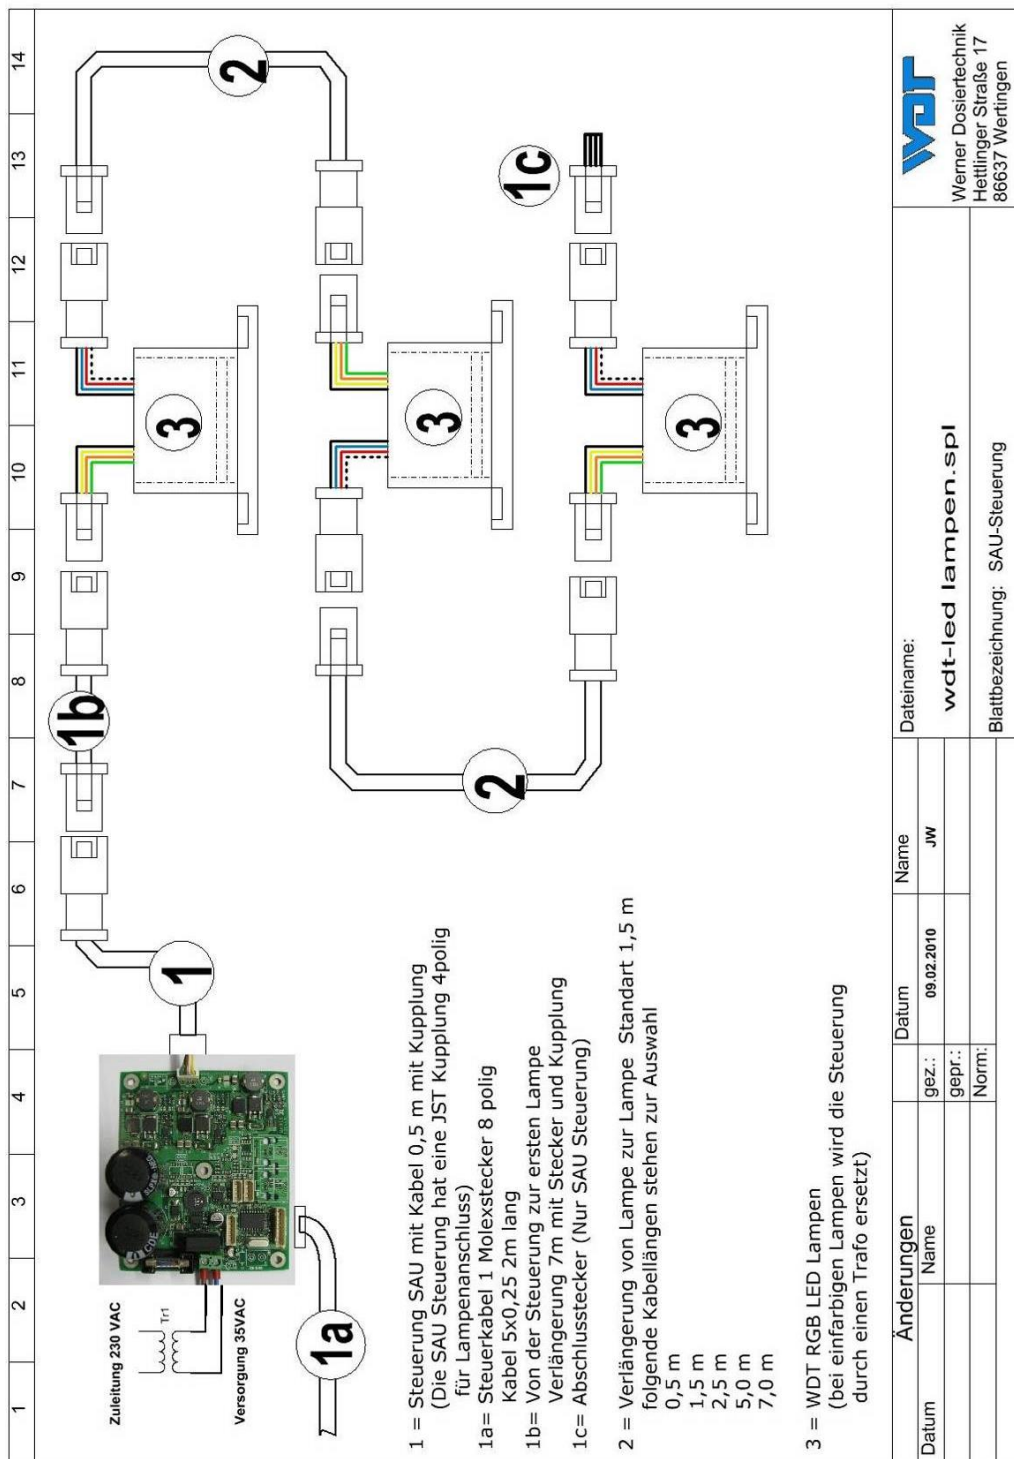 1 2 3 4 5 6 7 8 9 10 11 12 13 14
Zuleitung 230 VAC
Tr1
Versorgung 35VAC
CDE
1a
1
1b
2
2
1c
3
3
3
1 = Steuerung SAU mit Kabel 0,5 m mit Kupplung
(Die SAU Steuerung hat eine JST Kupplung 4polig
für Lampenanschluss)
1a= Steuerkabel 1 Molexstecker 8 polig
Kabel 5x0,25 2m lang
1b= Von der Steuerung zur ersten Lampe
Verlängerung 7m mit Stecker und Kupplung
1c= Abschlusstecker (Nur SAU Steuerung)
2 = Verlängerung von Lampe zur Lampe Standart 1,5 m
folgende Kabellängen stehen zur Auswahl
0,5 m
1,5 m
2,5 m
5,0 m
7,0 m
3 = WDT RGB LED Lampen
(bei einfarbigen Lampen wird die Steuerung
durch einen Trafo ersetzt)
Änderungen
Datum Name
Datum Name
gez.: 09.02.2010 JW
gepr.:
Norm:
Dateiname:
wdt-led lampen.spl
Blattbezeichnung: SAU-Steuerung
WDT
Werner Dosiertechnik
Hettlinger Straße 17
86637 Wertingen